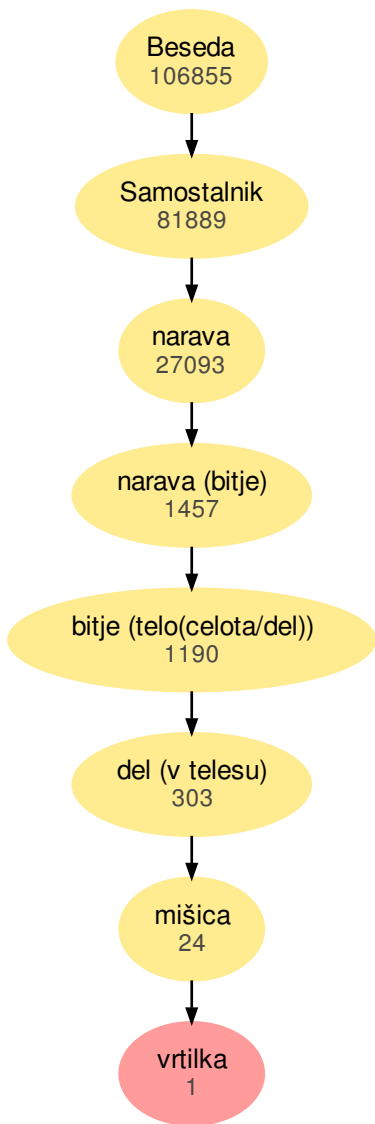 Beseda
106855
Samostalnik
81889
narava
27093
narava (bitje)
1457
bitje (telo(celota/del))
1190
del (v telesu)
303
mišica
24
vrtilka
1